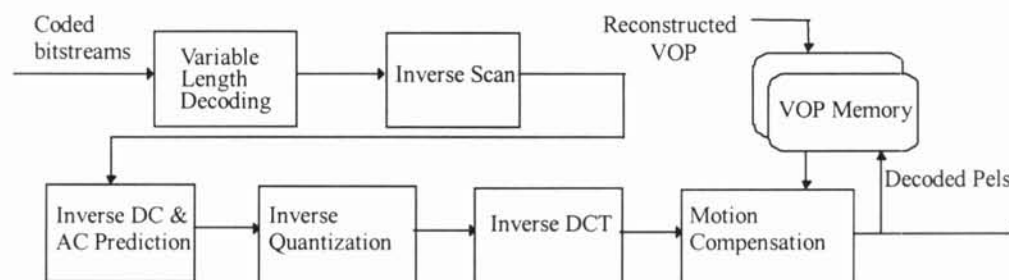 Coded
bitstreams
Variable
Length
Decoding
Inverse Scan
Reconstructed
VOP
VOP Memory
Decoded Pels
Inverse DC &
AC Prediction
Inverse
Quantization
Inverse DCT
Motion
Compensation